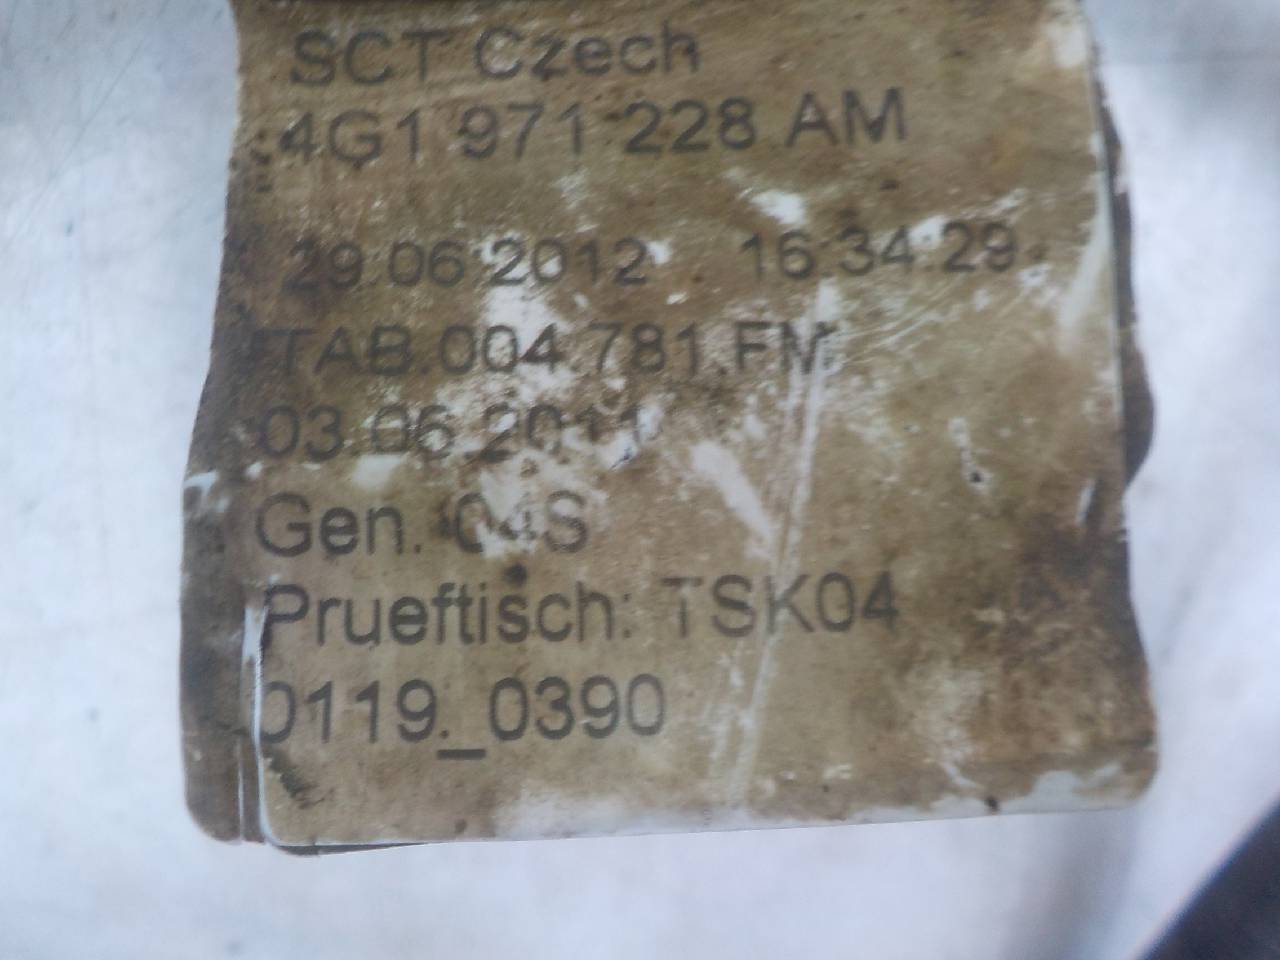 SCT Czech
4G1 971 228 AM
29.06.2012 16:34:29
TAB.004.781.FM
03.06.2011
Gen. 04S
Prueftisch: TSK04
0119_0390